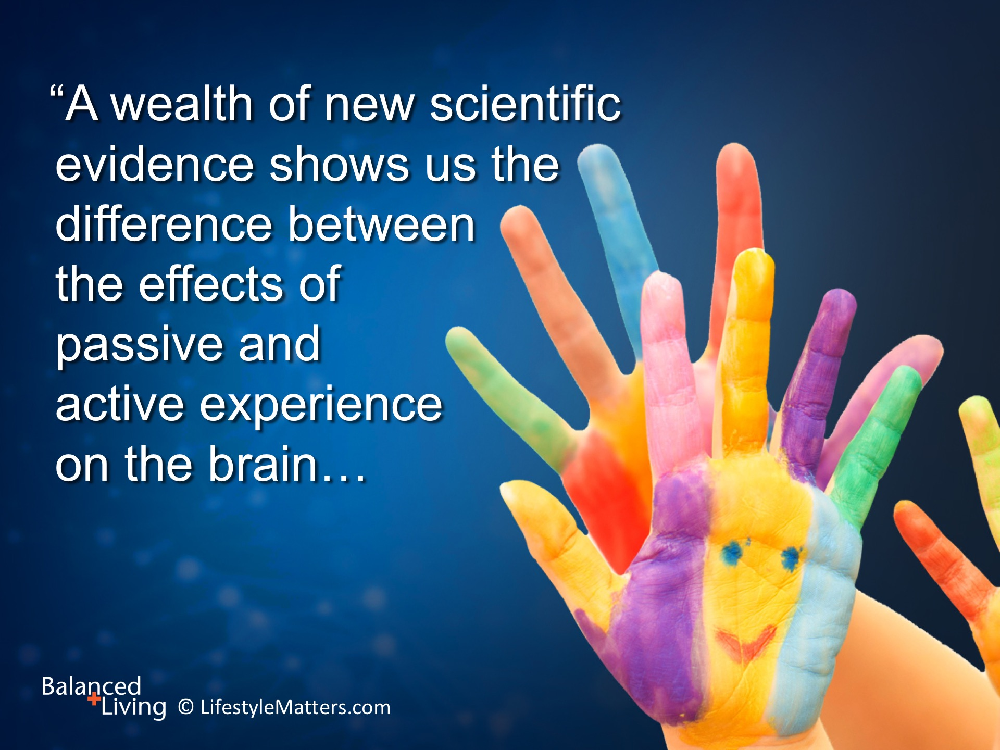 “A wealth of new scientific
evidence shows us the
difference between
the effects of
passive and
active experience
on the brain…
Balanced
Living © LifestyleMatters.com